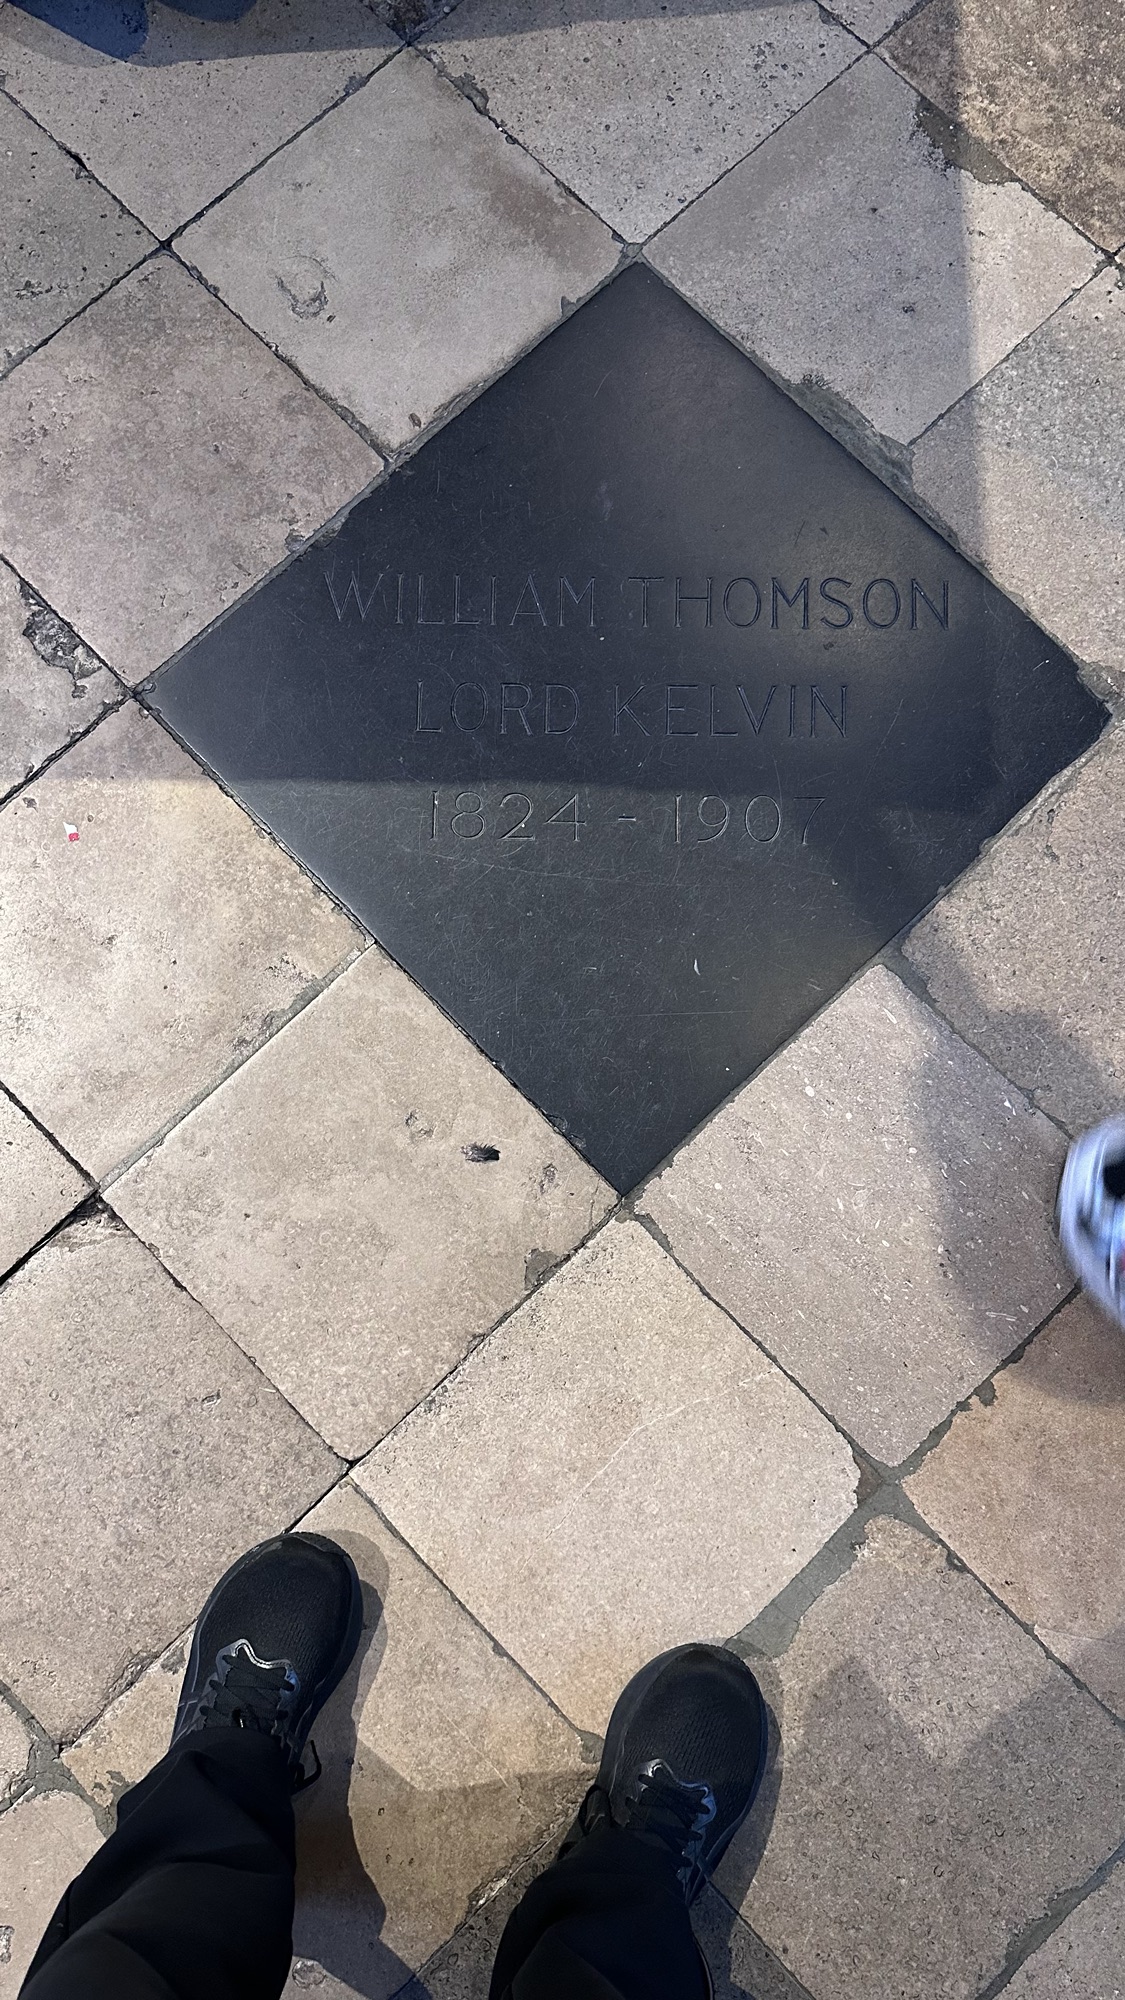 WILLIAM THOMSON
LORD KELVIN
1824 - 1907